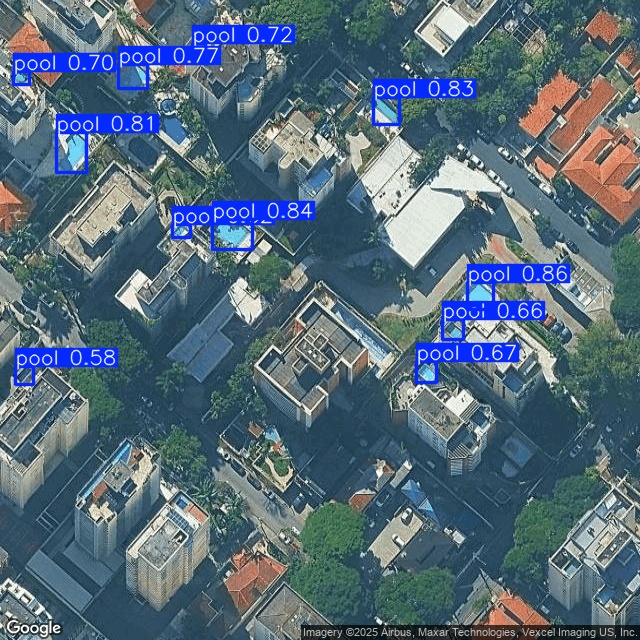 pool 0.72
pool 0.77
pool 0.70
pool 0.83
pool 0.81
pool 0.84
poo
pool 0.86
pool 0.66
pool 0.67
pool 0.58
Google
Imagery ©2025 Airbus, Maxar Technologies, Vexcel Imaging US, Inc.